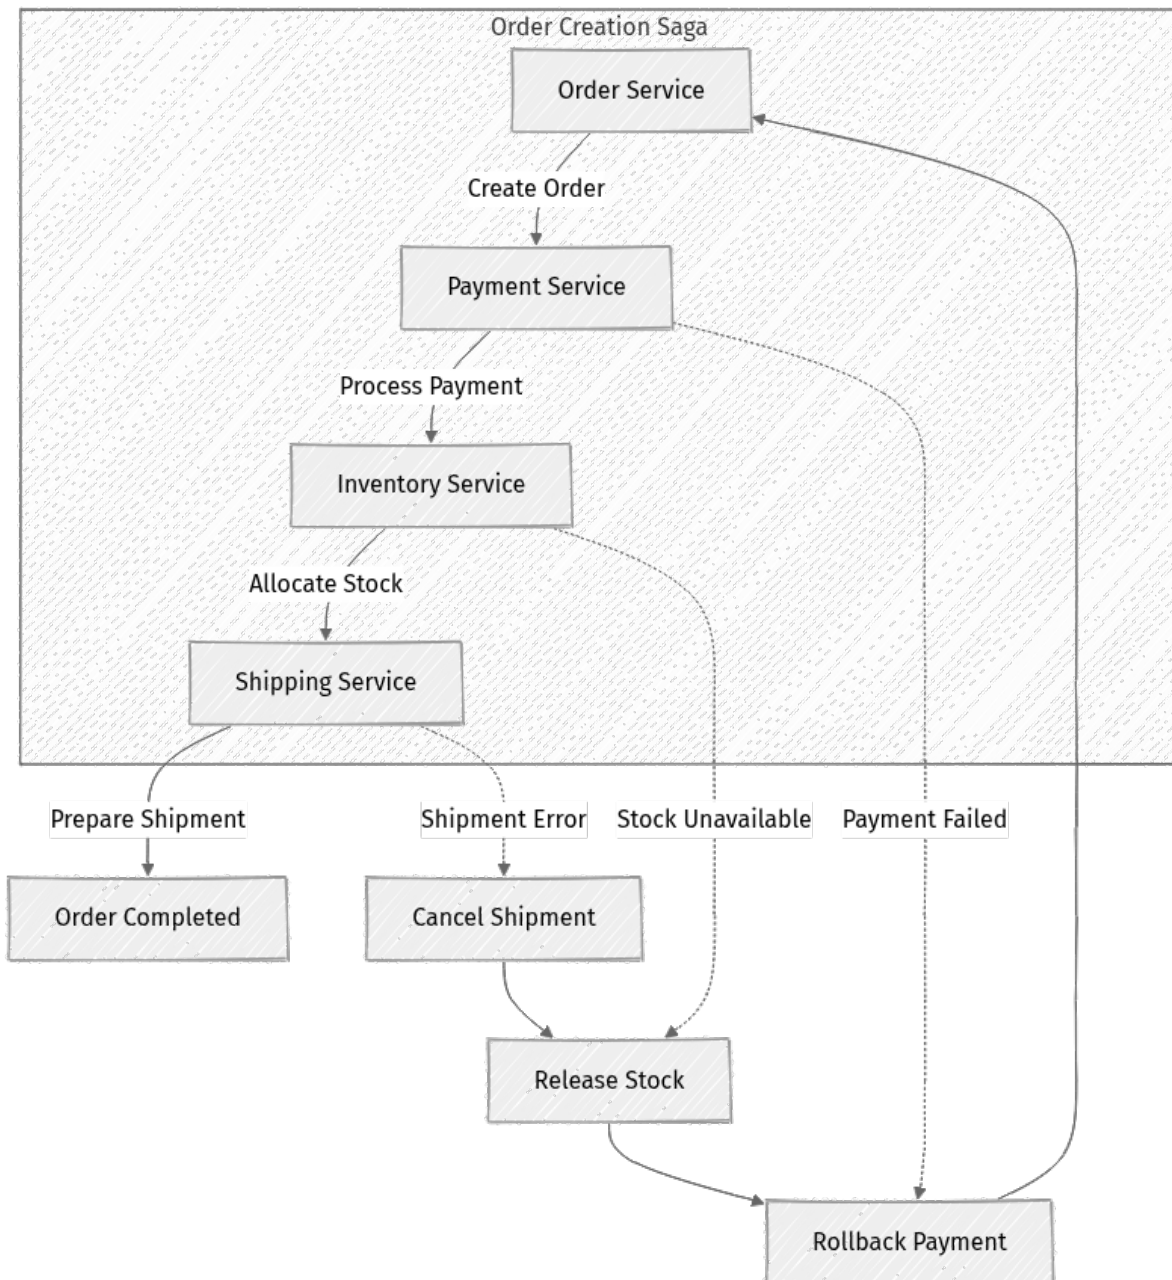 Order Creation Saga
Order Service
Create Order
Payment Service
Process Payment
Inventory Service
Allocate Stock
Shipping Service
Prepare Shipment
Shipment Error
Stock Unavailable
Payment Failed
Order Completed
Cancel Shipment
Release Stock
Rollback Payment